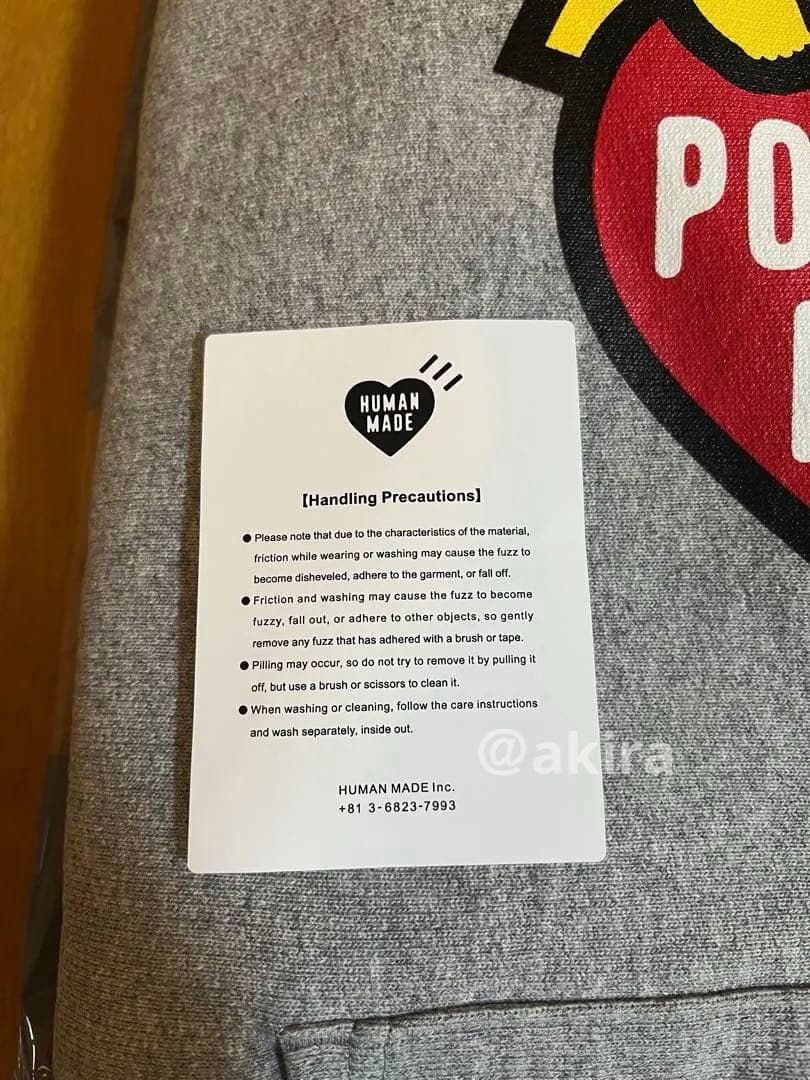 PO
HUMAN
MADE
【Handling Precautions】
● Please note that due to the characteristics of the material,
friction while wearing or washing may cause the fuzz to
become disheveled, adhere to the garment, or fall off.
● Friction and washing may cause the fuzz to become
fuzzy, fall out, or adhere to other objects, so gently
remove any fuzz that has adhered with a brush or tape.
● Pilling may occur, so do not try to remove it by pulling it
off, but use a brush or scissors to clean it.
● When washing or cleaning, follow the care instructions
and wash separately, inside out.
@akira
HUMAN MADE Inc.
+81 3-6823-7993